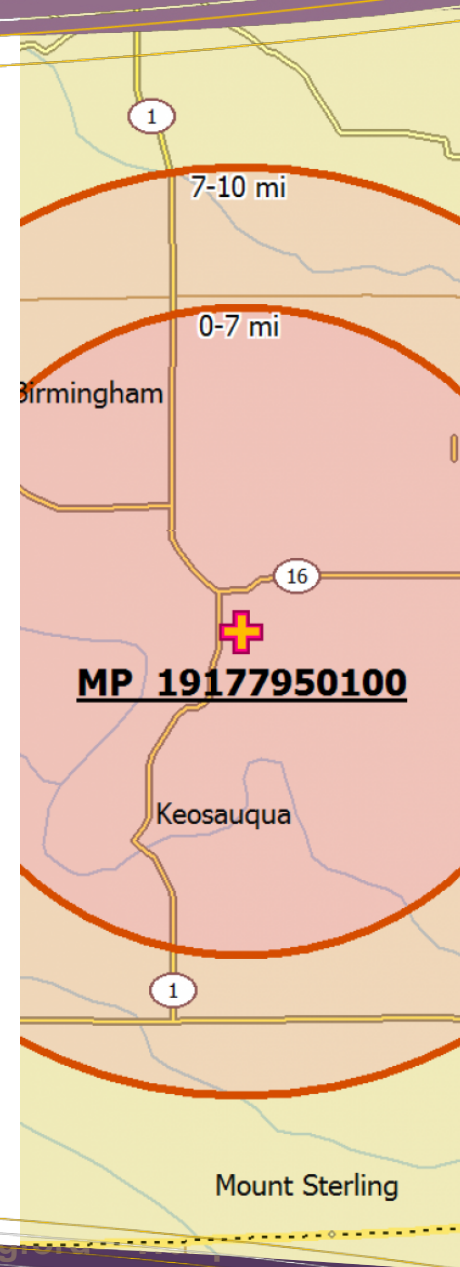 1
7-10 mi
0-7 mi
Birmingham
16
MP 19177950100
Keosauqua
1
Mount Sterling